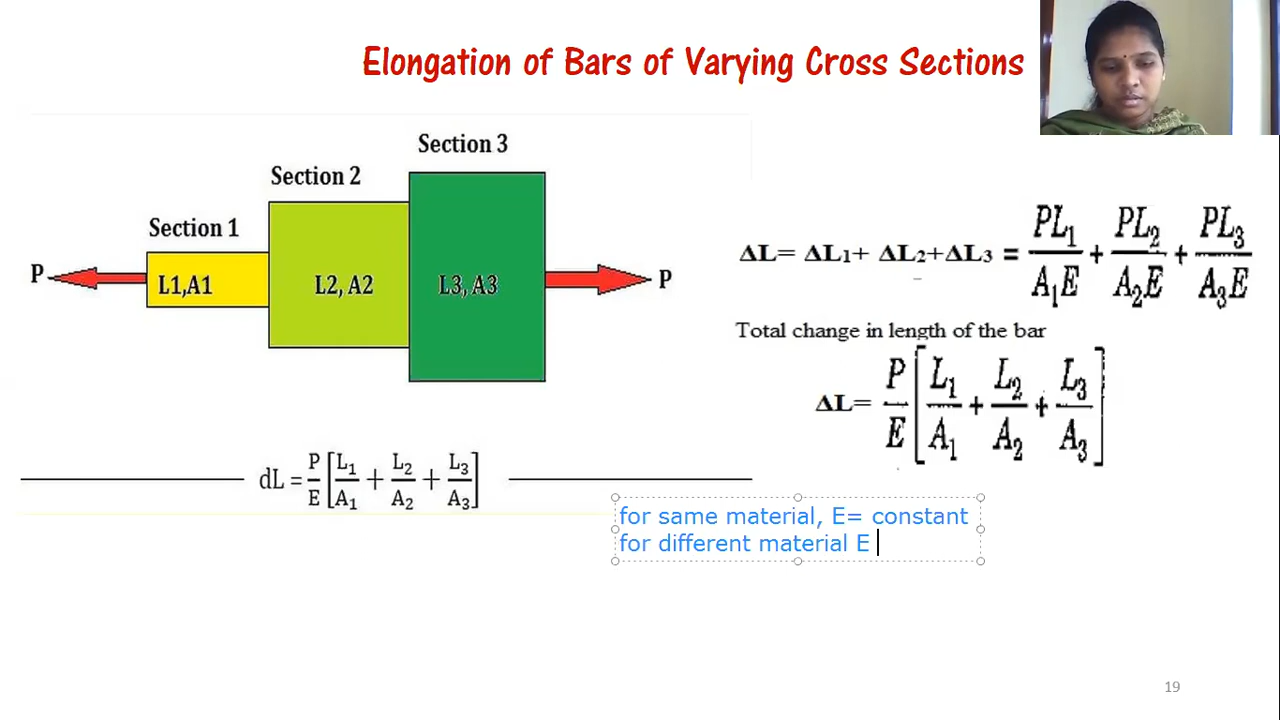 Elongation of Bars of Varying Cross Sections
Section 3
Section 2
Section 1
P
L1,A1
L2, A2
L3, A3
P
ΔL= ΔL₁+ ΔL₂+ΔL₃ = PL₁/A₁E + PL₂/A₂E + PL₃/A₃E
Total change in length of the bar
ΔL= P/E [L₁/A₁ + L₂/A₂ + L₃/A₃]
dL = P/E [L₁/A₁ + L₂/A₂ + L₃/A₃]
for same material, E= constant
for different material E
19